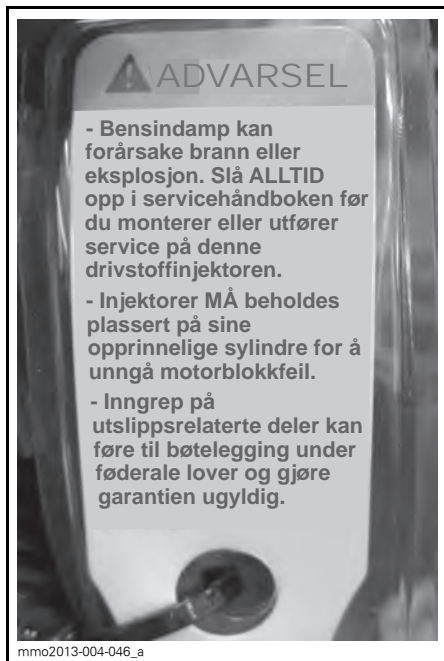 ADVARSEL
- Bensindamp kan
forårsake brann eller
eksplosjon. Slå ALLTID
opp i servicehåndboken før
du monterer eller utfører
service på denne
drivstoffinjektoren.
- Injektorer MÅ beholdes
plassert på sine
opprinnelige sylindre for å
unngå motorblokkfeil.
- Inngrep på
utslippsrelaterte deler kan
føre til bøtelegging under
føderale lover og gjøre
garantien ugyldig.
mmo2013-004-046_a